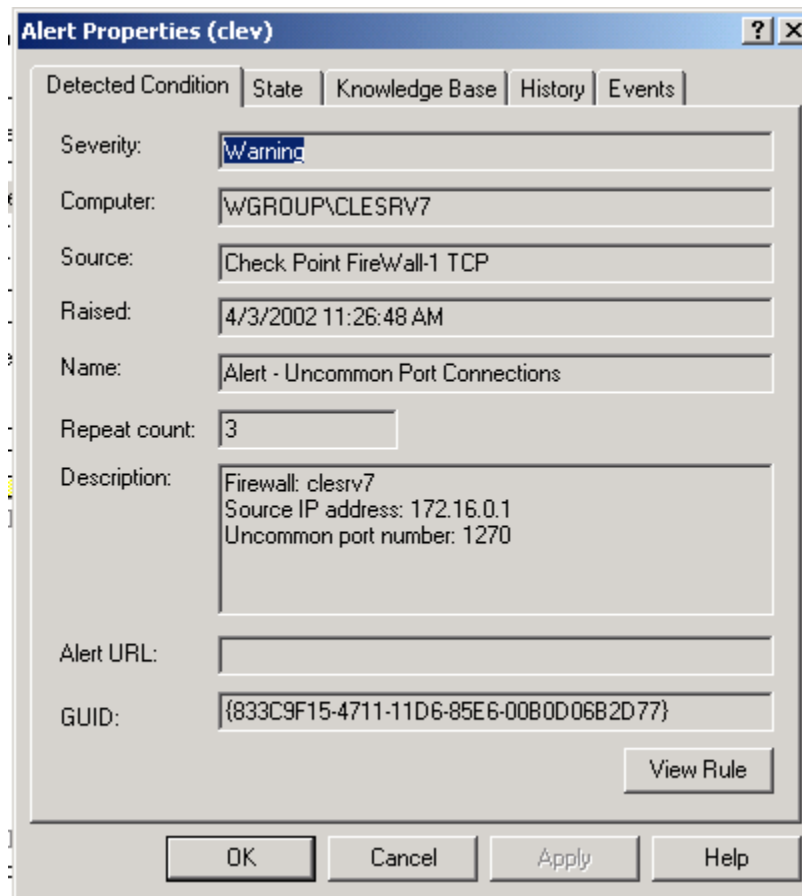 Alert Properties (clev)
Detected Condition State Knowledge Base History Events
Severity: Warning
Computer: WGROUP\CLESRV7
Source: Check Point FireWall-1 TCP
Raised: 4/3/2002 11:26:48 AM
Name: Alert - Uncommon Port Connections
Repeat count: 3
Description: Firewall: clesrv7
Source IP address: 172.16.0.1
Uncommon port number: 1270
Alert URL:
GUID: {833C9F15-4711-11D6-85E6-00B0D06B2D77}
View Rule
OK Cancel Apply Help